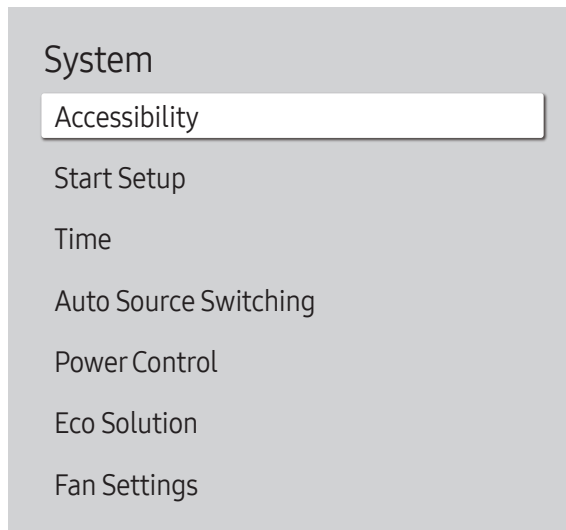 System
Accessibility
Start Setup
Time
Auto Source Switching
Power Control
Eco Solution
Fan Settings